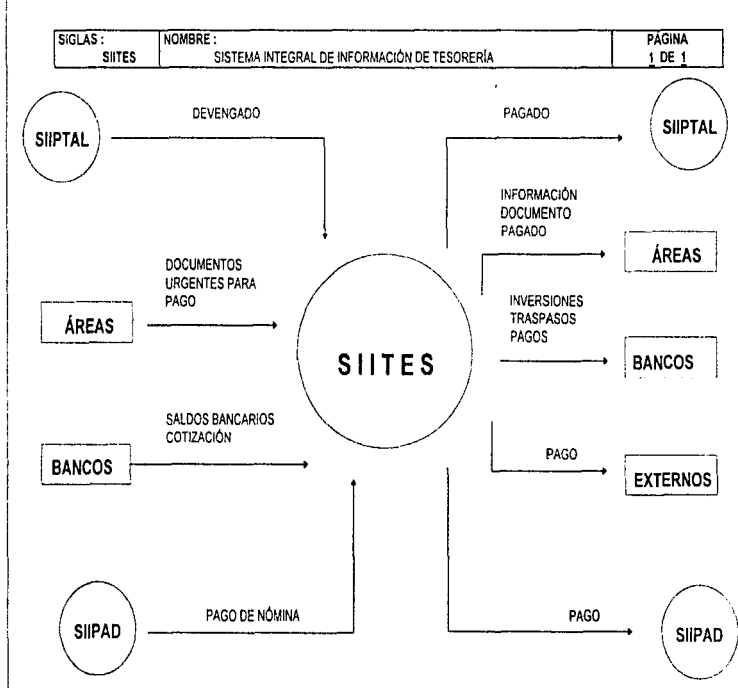 SIGLAS :
SIITES
NOMBRE :
SISTEMA INTEGRAL DE INFORMACIÓN DE TESORERÍA
PÁGINA
1 DE 1
SIIPTAL
DEVENGADO
PAGADO
SIIPTAL
INFORMACIÓN
DOCUMENTO
PAGADO
ÁREAS
DOCUMENTOS
URGENTES PARA
PAGO
ÁREAS
INVERSIONES
TRASPASOS
PAGOS
BANCOS
SIITES
SALDOS BANCARIOS
COTIZACIÓN
BANCOS
PAGO
EXTERNOS
SIIPAD
PAGO DE NÓMINA
PAGO
SIIPAD